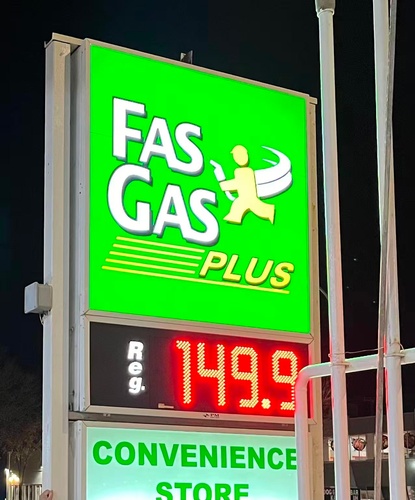 FAS
GAS
PLUS
Reg. 149.9
CONVENIENCE
STORE